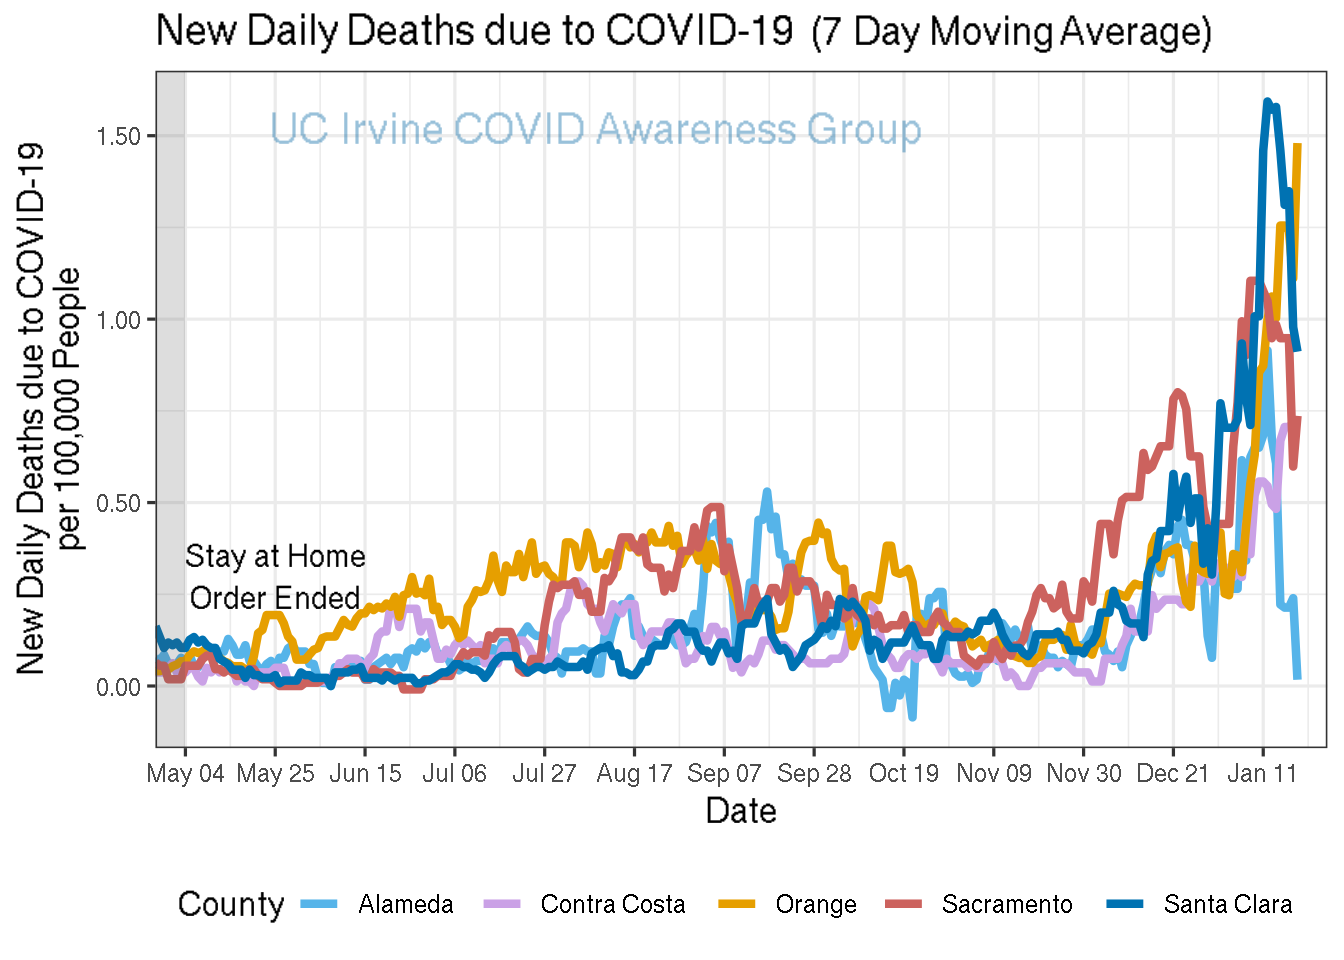 New Daily Deaths due to COVID-19 (7 Day Moving Average)
UC Irvine COVID Awareness Group
New Daily Deaths due to COVID-19
per 100,000 People
1.50
1.00
0.50
0.00
Stay at Home
Order Ended
May 04 May 25 Jun 15 Jul 06 Jul 27 Aug 17 Sep 07 Sep 28 Oct 19 Nov 09 Nov 30 Dec 21 Jan 11
Date
County Alameda Contra Costa Orange Sacramento Santa Clara